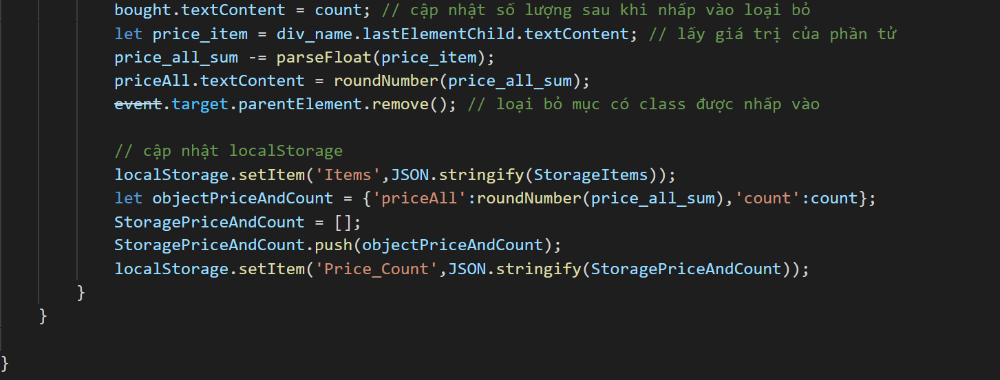 bought.textContent = count; // cập nhật số lượng sau khi nhấp vào loại bỏ
let price_item = div_name.lastElementChild.textContent; // lấy giá trị của phần tử
price_all_sum -= parseFloat(price_item);
priceAll.textContent = roundNumber(price_all_sum);
event.target.parentElement.remove(); // loại bỏ mục có class được nhấp vào
// cập nhật localStorage
localStorage.setItem('Items',JSON.stringify(StorageItems));
let objectPriceAndCount = {'priceAll':roundNumber(price_all_sum),'count':count};
StoragePriceAndCount = [];
StoragePriceAndCount.push(objectPriceAndCount);
localStorage.setItem('Price_Count',JSON.stringify(StoragePriceAndCount));
}
}
}